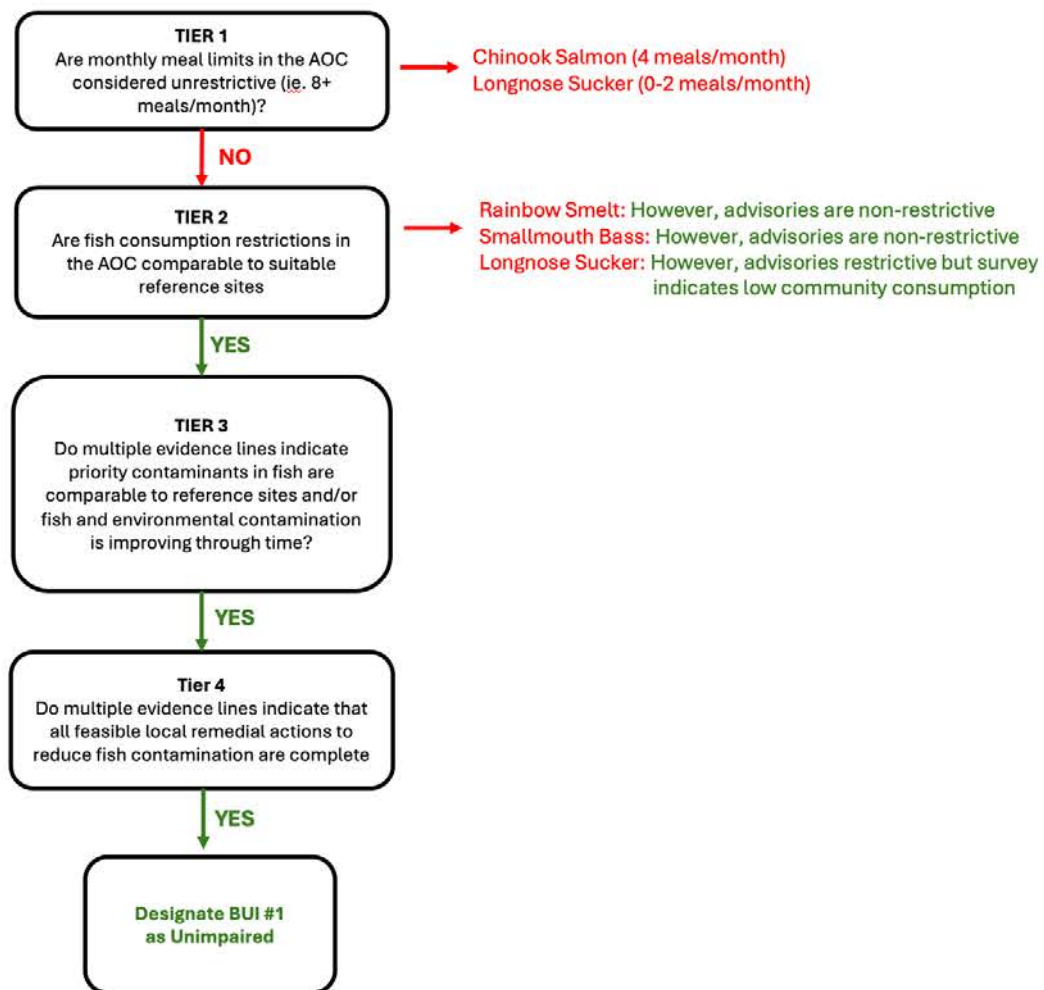 TIER 1
Are monthly meal limits in the AOC
considered unrestrictive (ie. 8+
meals/month)?
Chinook Salmon (4 meals/month)
Longnose Sucker (0-2 meals/month)
NO
TIER 2
Are fish consumption restrictions in
the AOC comparable to suitable
reference sites
Rainbow Smelt: However, advisories are non-restrictive
Smallmouth Bass: However, advisories are non-restrictive
Longnose Sucker: However, advisories restrictive but survey
indicates low community consumption
YES
TIER 3
Do multiple evidence lines indicate
priority contaminants in fish are
comparable to reference sites and/or
fish and environmental contamination
is improving through time?
YES
Tier 4
Do multiple evidence lines indicate that
all feasible local remedial actions to
reduce fish contamination are complete
YES
Designate BUI #1
as Unimpaired